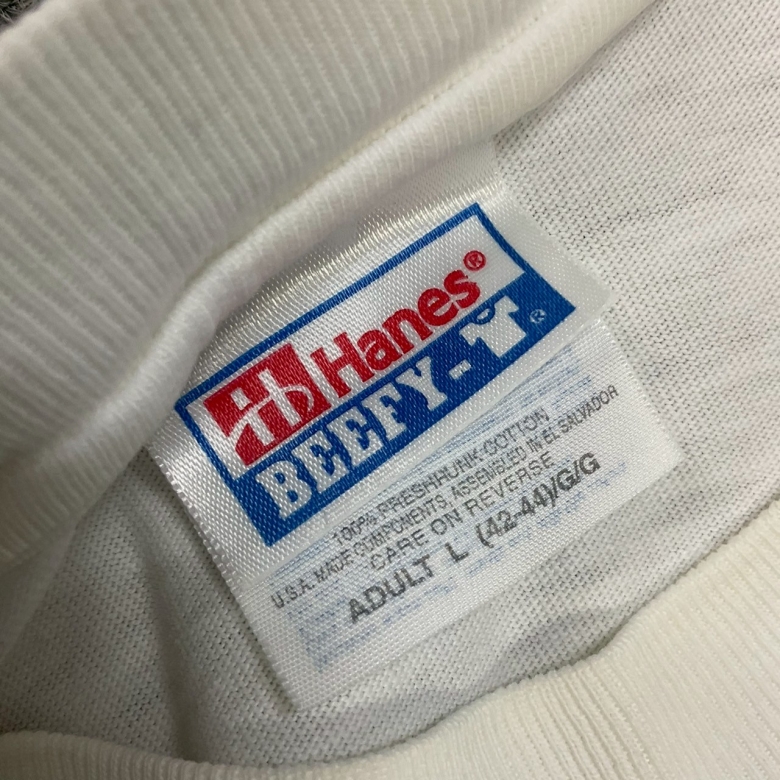 Hanes®
BEEFY-T®
100% PRESHRUNK COTTON
U.S.A. MADE COMPONENTS, ASSEMBLED IN EL SALVADOR
CARE ON REVERSE
ADULT L (42-44)/G/G